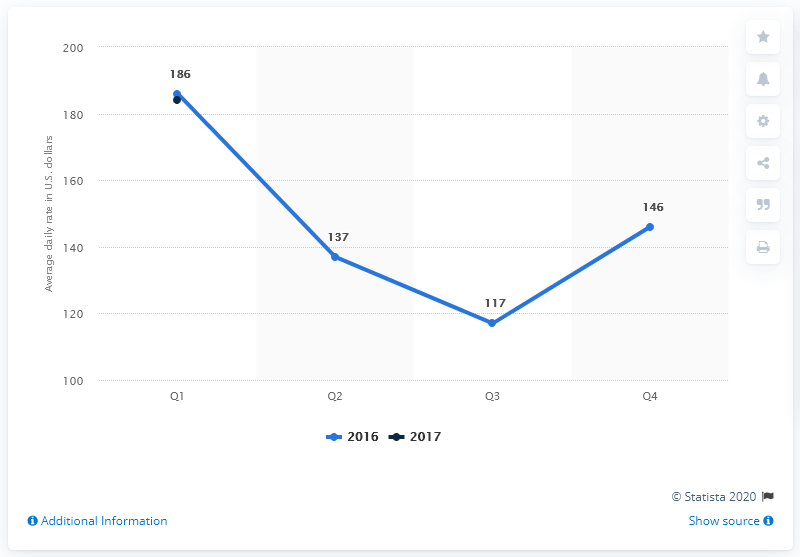 200
186
180
160
146
137
140
117
120
100
Average daily rate in U.S. dollars
Q1 Q2 Q3 Q4
2016 2017
© Statista 2020
Additional Information Show source